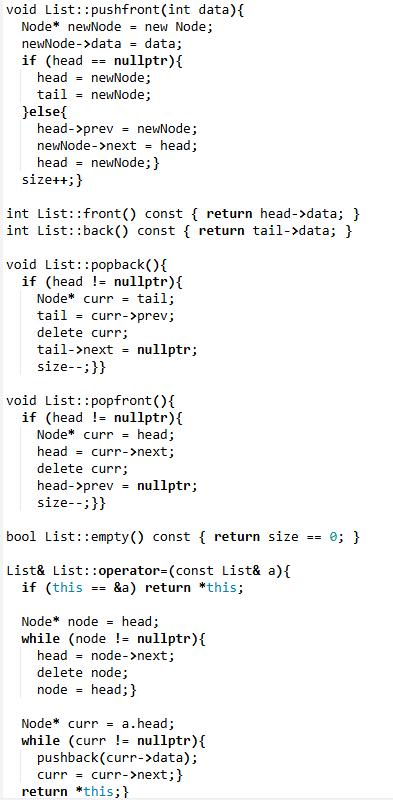 void List::pushfront(int data){
  Node* newNode = new Node;
  newNode->data = data;
  if (head == nullptr){
    head = newNode;
    tail = newNode;
  }else{
    head->prev = newNode;
    newNode->next = head;
    head = newNode;}
  size++;}

int List::front() const { return head->data; }
int List::back() const { return tail->data; }

void List::popback(){
  if (head != nullptr){
    Node* curr = tail;
    tail = curr->prev;
    delete curr;
    tail->next = nullptr;
    size--;}}

void List::popfront(){
  if (head != nullptr){
    Node* curr = head;
    head = curr->next;
    delete curr;
    head->prev = nullptr;
    size--;}}

bool List::empty() const { return size == 0; }

List& List::operator=(const List& a){
  if (this == &a) return *this;

  Node* node = head;
  while (node != nullptr){
    head = node->next;
    delete node;
    node = head;}

  Node* curr = a.head;
  while (curr != nullptr){
    pushback(curr->data);
    curr = curr->next;}
  return *this;}